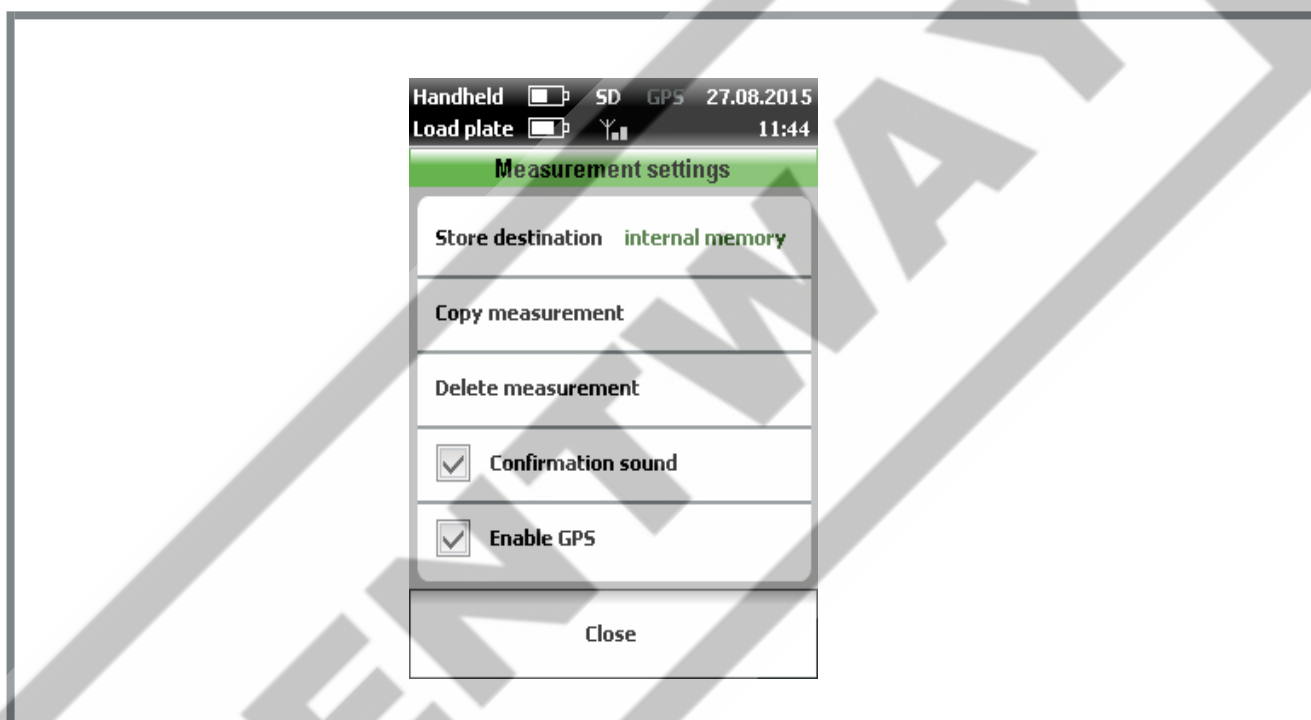 Handheld SD GPS 27.08.2015
Load plate 11:44
Measurement settings
Store destination internal memory
Copy measurement
Delete measurement
Confirmation sound
Enable GPS
Close
ENTWAY